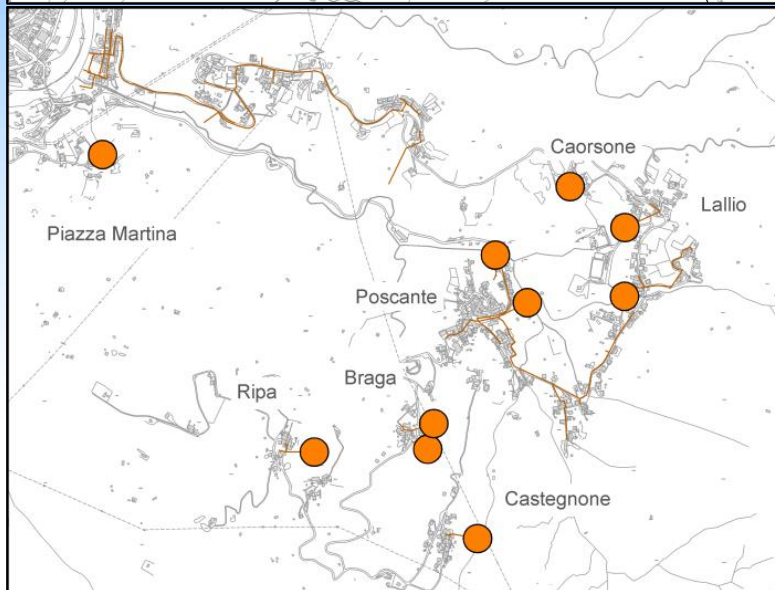 Caorsone
Lallio
Piazza Martina
Poscante
Braga
Ripa
Castegnone